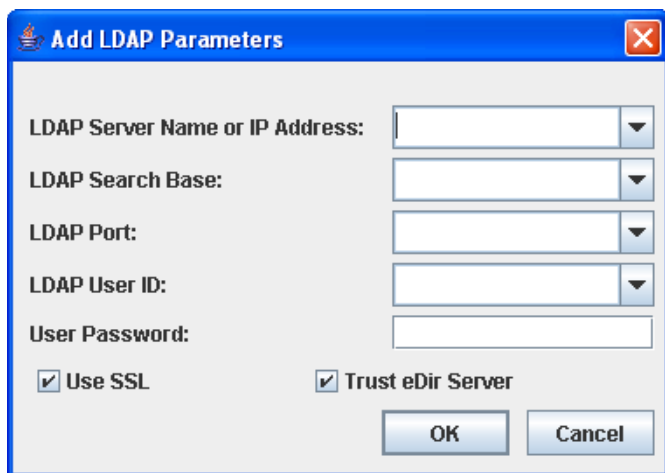 Add LDAP Parameters
LDAP Server Name or IP Address:
LDAP Search Base:
LDAP Port:
LDAP User ID:
User Password:
Use SSL Trust eDir Server
OK Cancel